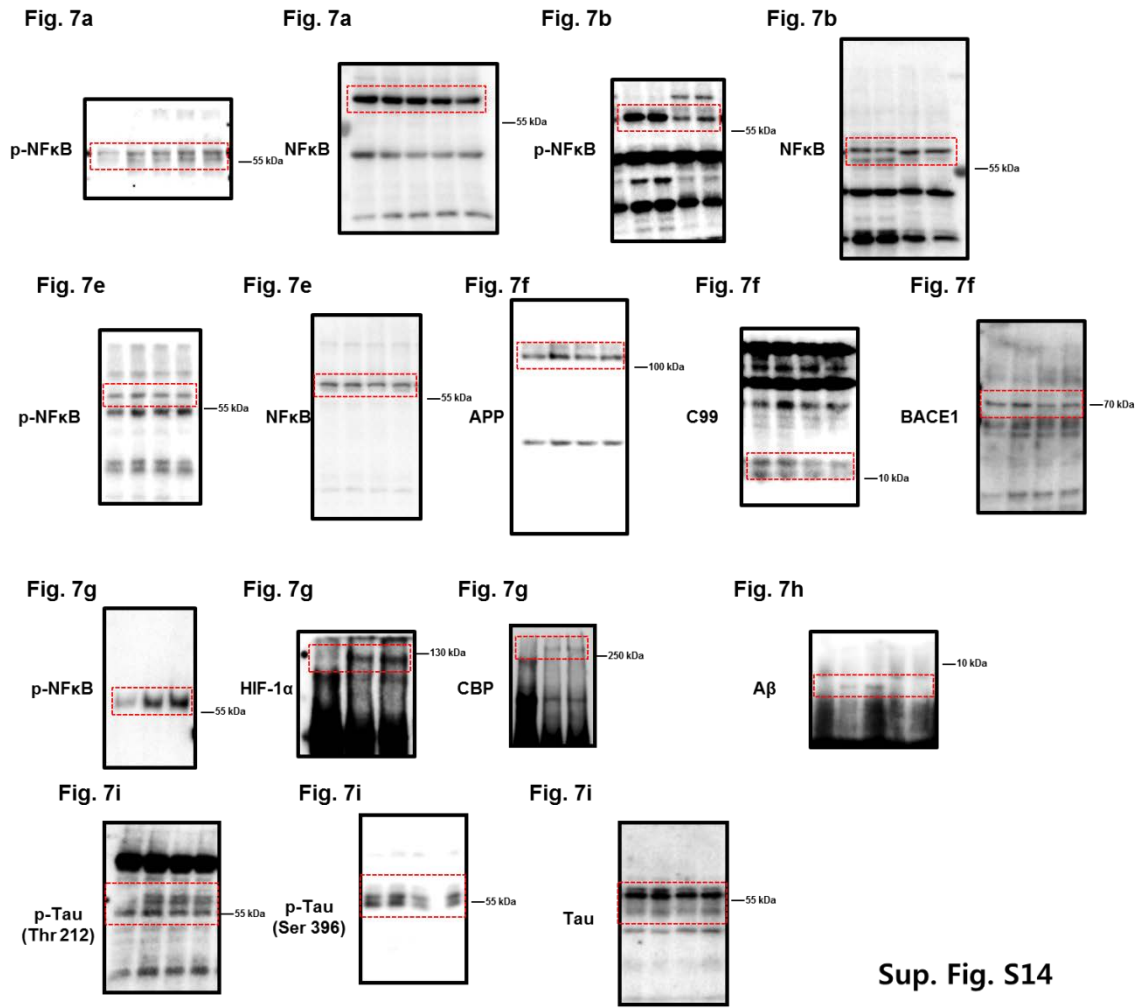 Fig. 7a
Fig. 7a
Fig. 7b
Fig. 7b
p-NFκB
55 kDa
NFκB
55 kDa
p-NFκB
55 kDa
NFκB
55 kDa
Fig. 7e
Fig. 7e
Fig. 7f
Fig. 7f
Fig. 7f
p-NFκB
55 kDa
NFκB
55 kDa
APP
100 kDa
C99
10 kDa
BACE1
70 kDa
Fig. 7g
Fig. 7g
Fig. 7g
Fig. 7h
p-NFκB
55 kDa
HIF-1α
130 kDa
CBP
250 kDa
Aβ
10 kDa
Fig. 7i
Fig. 7i
Fig. 7i
p-Tau
(Thr 212)
55 kDa
p-Tau
(Ser 396)
55 kDa
Tau
55 kDa
Sup. Fig. S14